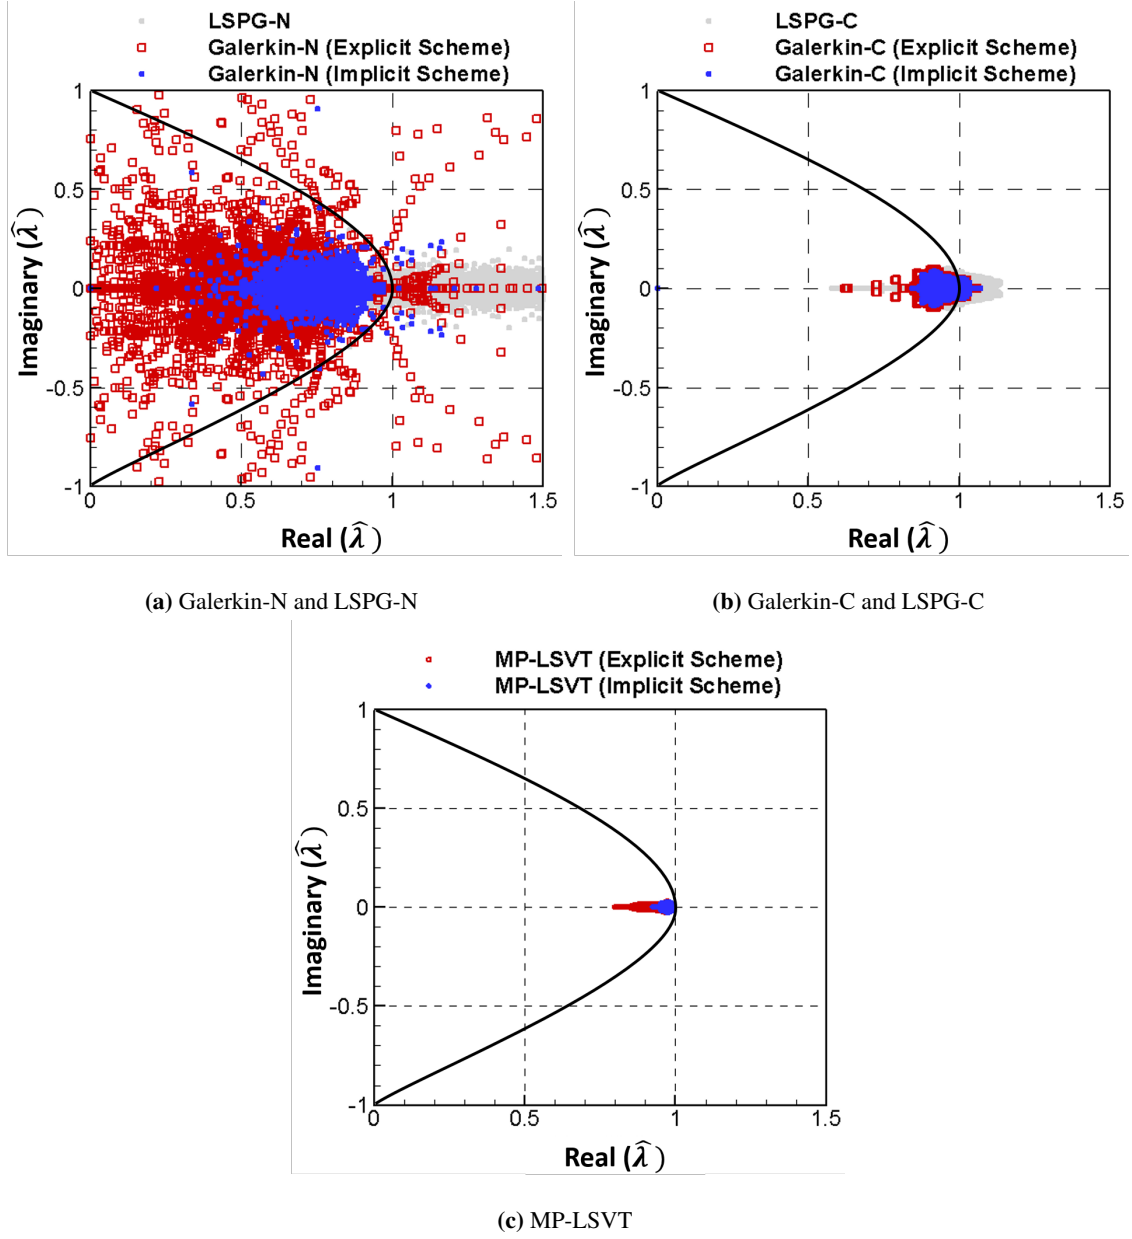 LSPG-N
Galerkin-N (Explicit Scheme)
Galerkin-N (Implicit Scheme)
1
0.5
0
-0.5
-1
0
0.5
1
1.5
Imaginary (λ̂)
Real (λ̂)
(a) Galerkin-N and LSPG-N
LSPG-C
Galerkin-C (Explicit Scheme)
Galerkin-C (Implicit Scheme)
1
0.5
0
-0.5
-1
0
0.5
1
1.5
Imaginary (λ̂)
Real (λ̂)
(b) Galerkin-C and LSPG-C
MP-LSVT (Explicit Scheme)
MP-LSVT (Implicit Scheme)
1
0.5
0
-0.5
-1
0
0.5
1
1.5
Imaginary (λ̂)
Real (λ̂)
(c) MP-LSVT